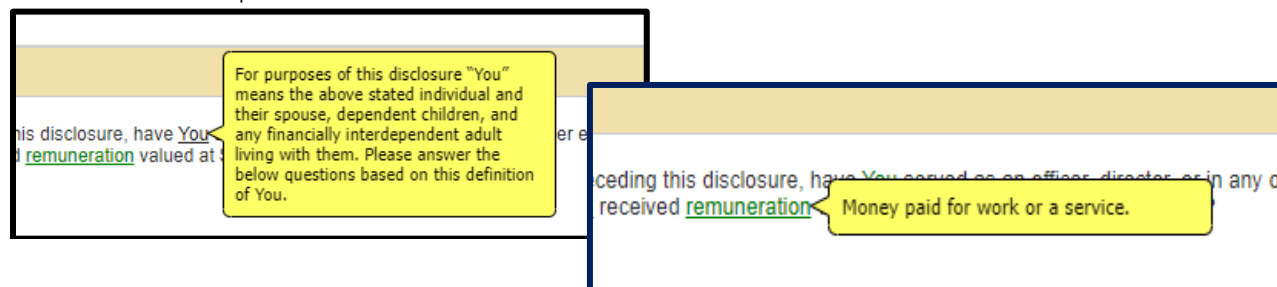 his disclosure, have You
remuneration valued at
For purposes of this disclosure "You"
means the above stated individual and
their spouse, dependent children, and
any financially interdependent adult
living with them. Please answer the
below questions based on this definition
of You.
er e
ceding this disclosure, have You served as an officer, director, or in any o
received remuneration
Money paid for work or a service.